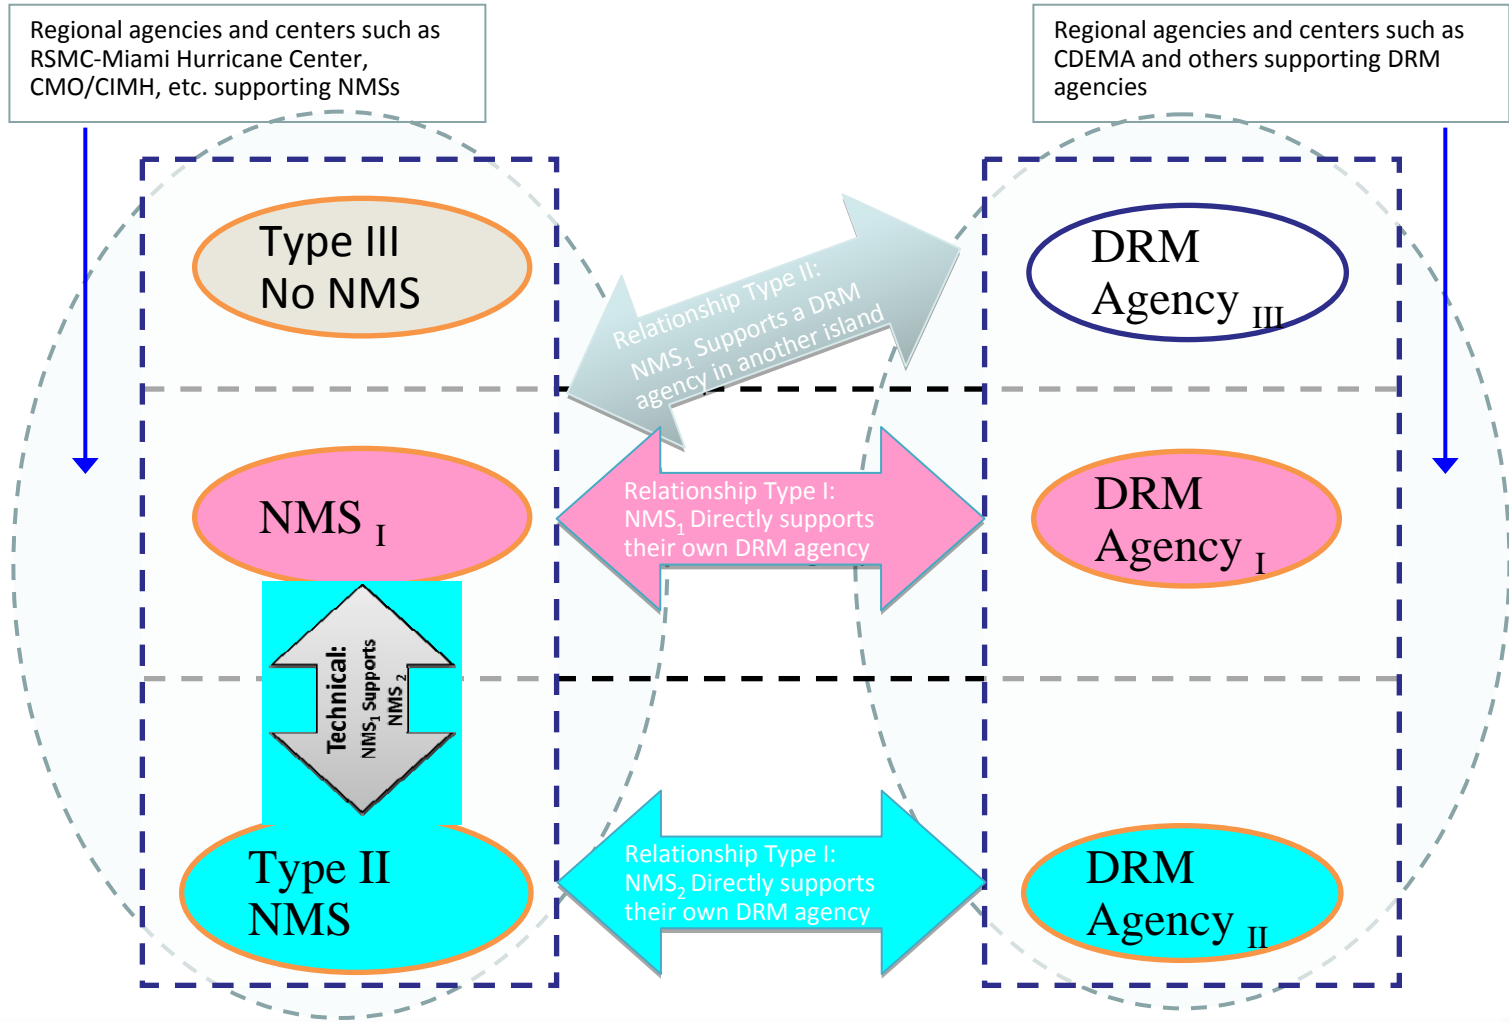 Regional agencies and centers such as
RSMC-Miami Hurricane Center,
CMO/CIMH, etc. supporting NMSs
Regional agencies and centers such as
CDEMA and others supporting DRM
agencies
Type III
No NMS
Relationship Type II:
NMS1 Supports a DRM
agency in another island
DRM
Agency III
NMS I
Relationship Type I:
NMS1 Directly supports
their own DRM agency
DRM
Agency I
Technical:
NMS1 Supports
NMS 2
Type II
NMS
Relationship Type I:
NMS2 Directly supports
their own DRM agency
DRM
Agency II